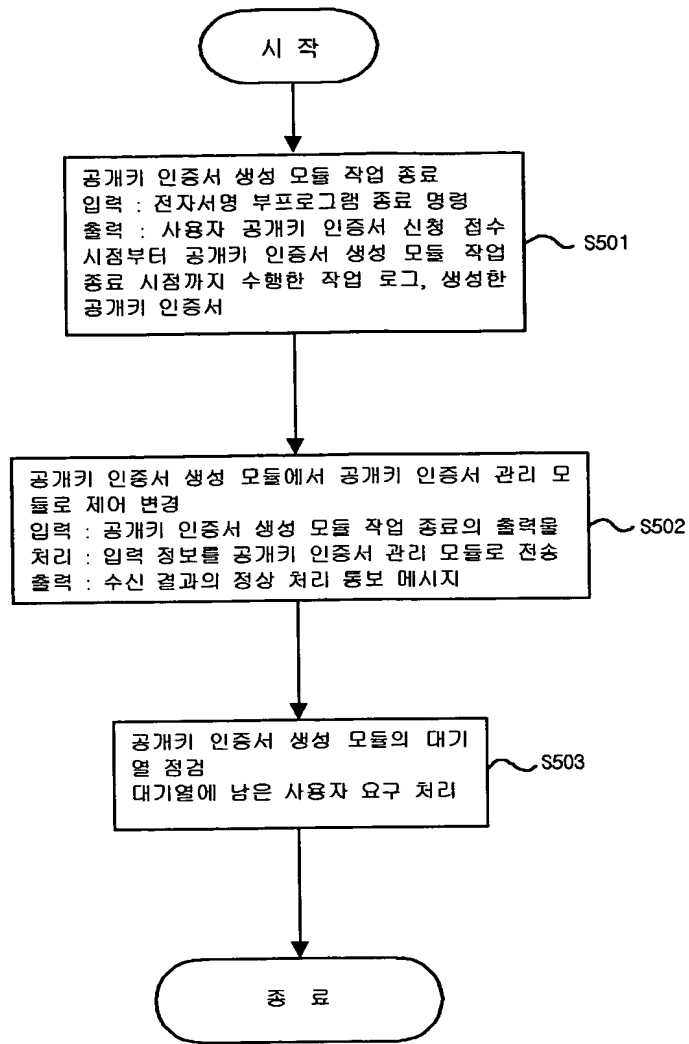 시 작
공개키 인증서 생성 모듈 작업 종료
입력 : 전자서명 부프로그램 종료 명령
출력 : 사용자 공개키 인증서 신청 접수
시점부터 공개키 인증서 생성 모듈 작업
종료 시점까지 수행한 작업 로그, 생성한
공개키 인증서
S501
공개키 인증서 생성 모듈에서 공개키 인증서 관리 모
듈로 제어 변경
입력 : 공개키 인증서 생성 모듈 작업 종료의 출력물
처리 : 입력 정보를 공개키 인증서 관리 모듈로 전송
출력 : 수신 결과의 정상 처리 통보 메시지
S502
공개키 인증서 생성 모듈의 대기
열 점검
대기열에 남은 사용자 요구 처리
S503
종 료